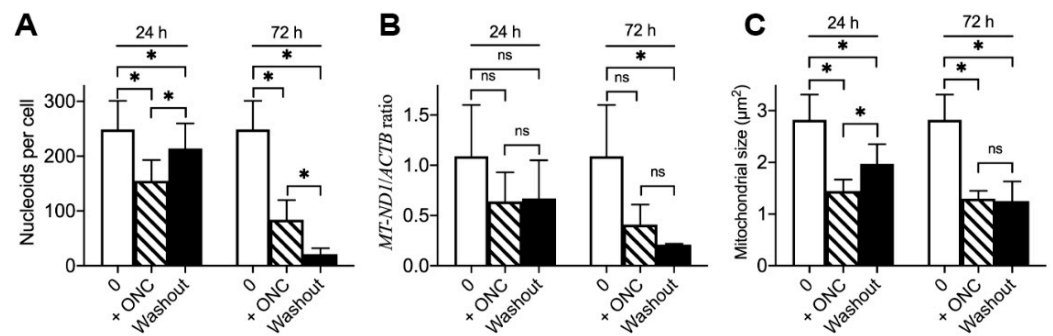 A
24 h
72 h
*
*
*
*
*
*
Nucleoids per cell
300
200
100
0
0
+ ONC
Washout
0
+ ONC
Washout
B
24 h
72 h
ns
*
ns
ns
ns
ns
MT-ND1/ACTB ratio
1.5
1.0
0.5
0.0
0
+ ONC
Washout
0
+ ONC
Washout
C
24 h
72 h
*
*
*
*
*
ns
Mitochondrial size (µm²)
3
2
1
0
0
+ ONC
Washout
0
+ ONC
Washout